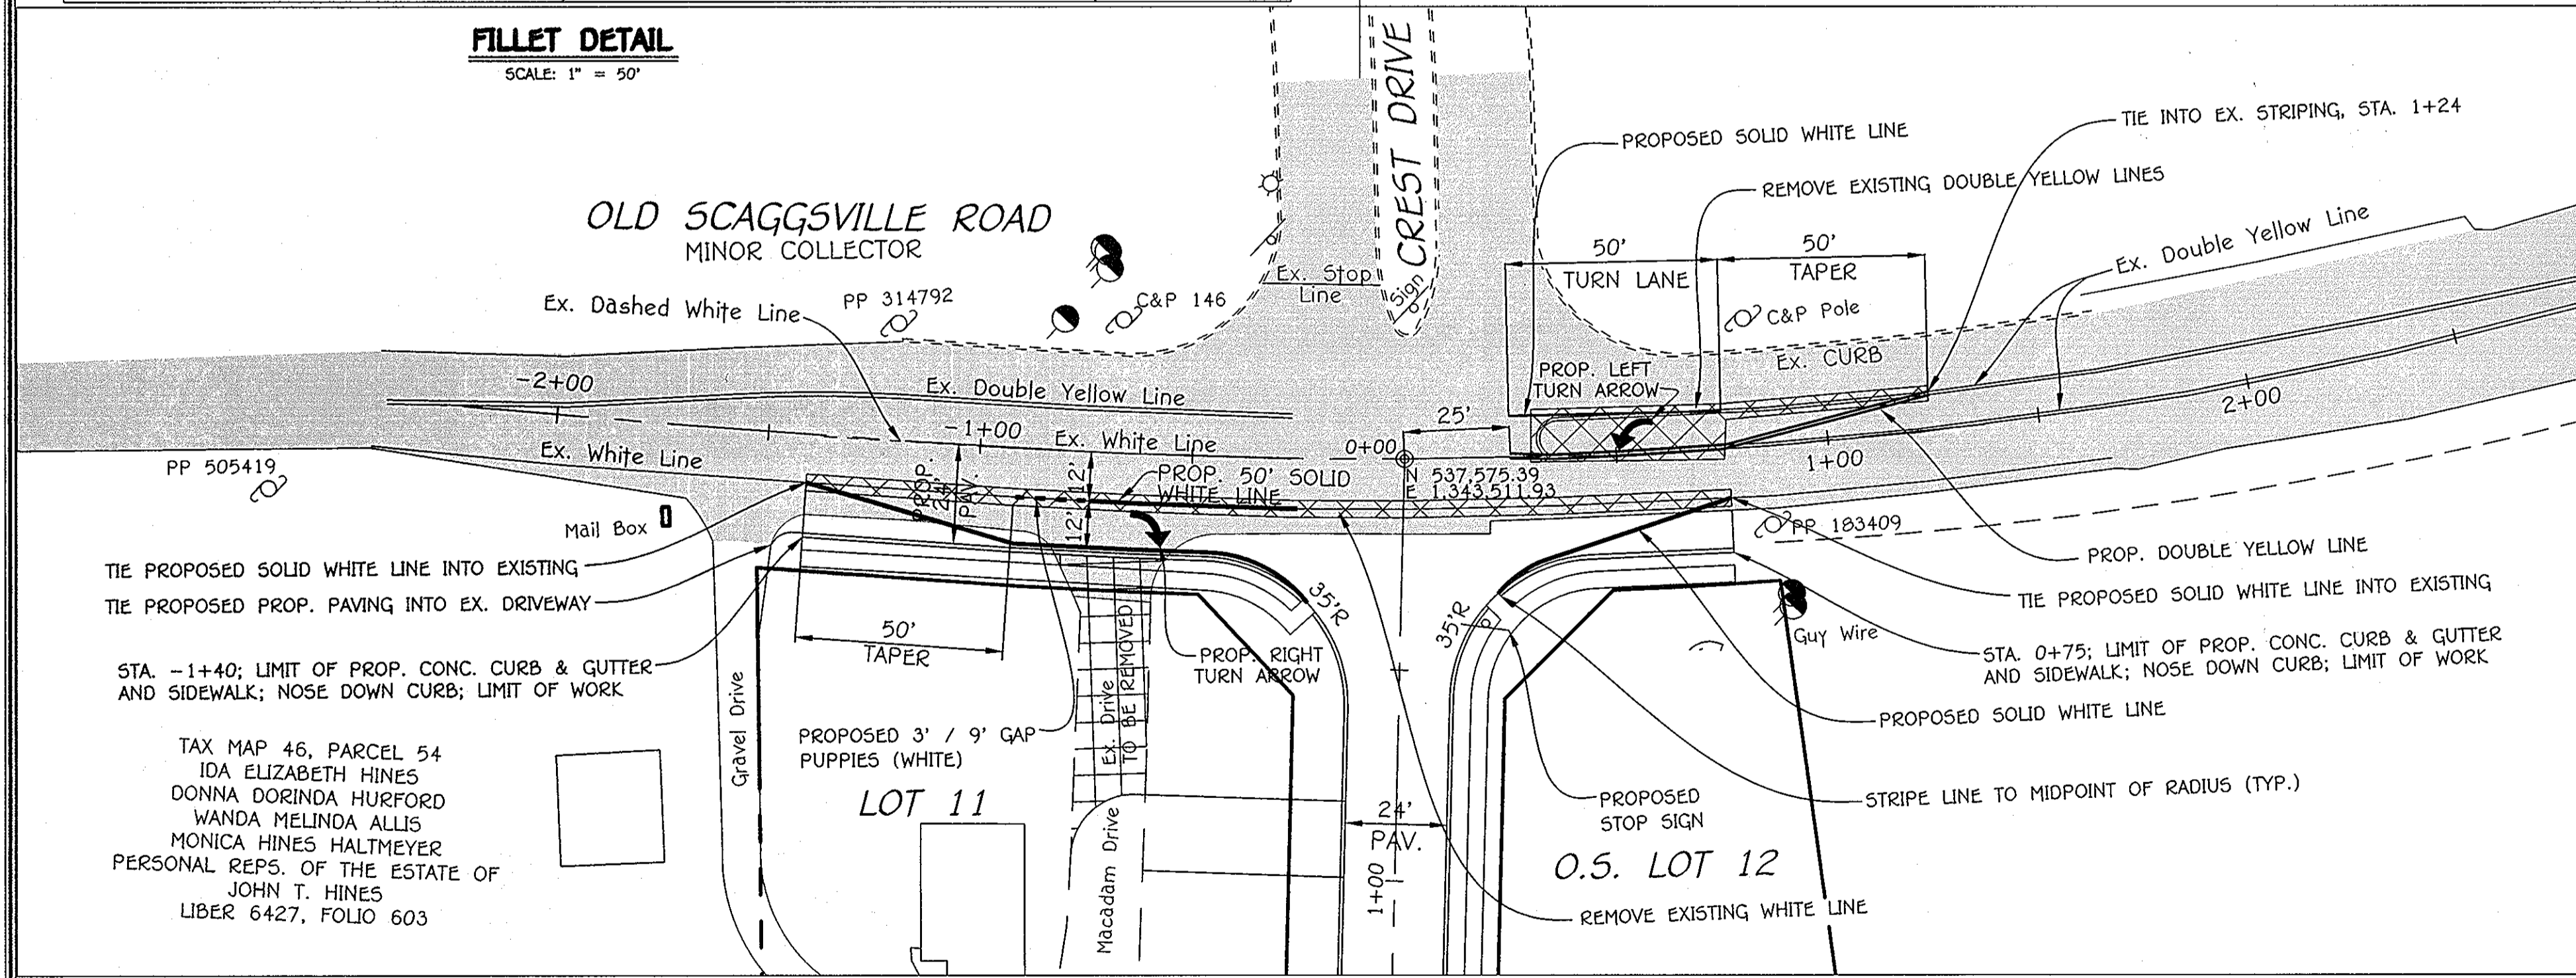 FILLET DETAIL
SCALE: 1" = 50'
OLD SCAGGSVILLE ROAD
MINOR COLLECTOR
CREST DRIVE
Ex. Dashed White Line
PP 314792
C&P 146
Ex. Stop
Line
Sign
PROPOSED SOLID WHITE LINE
TIE INTO EX. STRIPING, STA. 1+24
REMOVE EXISTING DOUBLE YELLOW LINES
50'
TURN LANE
50'
TAPER
C&P Pole
Ex. Double Yellow Line
Ex. CURB
PROP. LEFT
TURN ARROW
-2+00
Ex. Double Yellow Line
-1+00
Ex. White Line
25'
0+00
1+00
2+00
Ex. White Line
PP 505419
PROP.
24'
PAV.
12'
12'
PROP. 50' SOLID
WHITE LINE
N 537,575.39
E 1,343,511.93
Mail Box
PP 183409
TIE PROPOSED SOLID WHITE LINE INTO EXISTING
TIE PROPOSED PROP. PAVING INTO EX. DRIVEWAY
STA. -1+40; LIMIT OF PROP. CONC. CURB & GUTTER
AND SIDEWALK; NOSE DOWN CURB; LIMIT OF WORK
50'
TAPER
35'R
35'R
PROP. RIGHT
TURN ARROW
Guy Wire
PROP. DOUBLE YELLOW LINE
TIE PROPOSED SOLID WHITE LINE INTO EXISTING
STA. 0+75; LIMIT OF PROP. CONC. CURB & GUTTER
AND SIDEWALK; NOSE DOWN CURB; LIMIT OF WORK
PROPOSED SOLID WHITE LINE
Gravel Drive
PROPOSED 3' / 9' GAP
PUPPIES (WHITE)
Ex. Drive
TO BE REMOVED
TAX MAP 46, PARCEL 54
IDA ELIZABETH HINES
DONNA DORINDA HURFORD
WANDA MELINDA ALLIS
MONICA HINES HALTMEYER
PERSONAL REPS. OF THE ESTATE OF
JOHN T. HINES
LIBER 6427, FOLIO 603
LOT 11
Macadam Drive
24'
PAV.
1+00
PROPOSED
STOP SIGN
STRIPE LINE TO MIDPOINT OF RADIUS (TYP.)
O.S. LOT 12
REMOVE EXISTING WHITE LINE